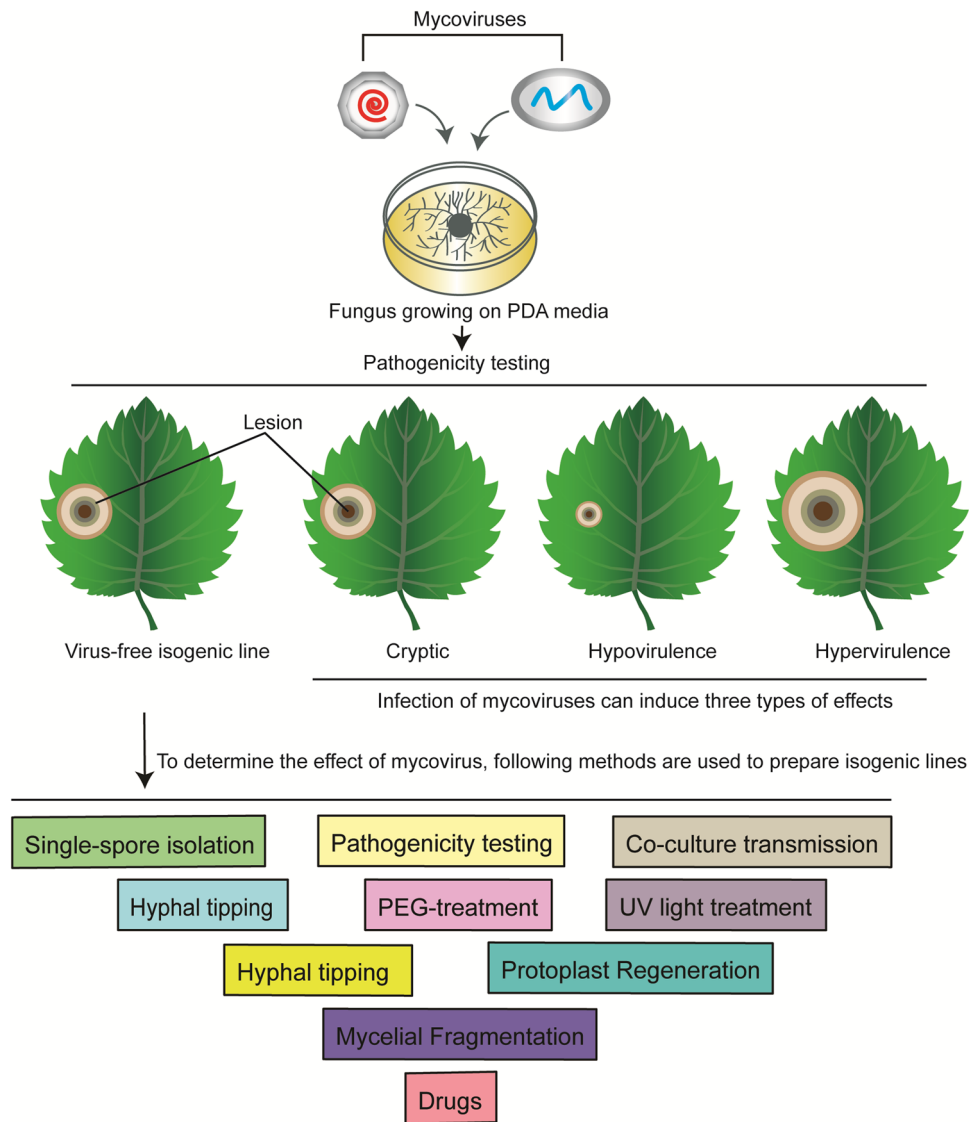 Mycoviruses
Fungus growing on PDA media
Pathogenicity testing
Lesion
Virus-free isogenic line
Cryptic
Hypovirulence
Hypervirulence
Infection of mycoviruses can induce three types of effects
To determine the effect of mycovirus, following methods are used to prepare isogenic lines
Single-spore isolation
Pathogenicity testing
Co-culture transmission
Hyphal tipping
PEG-treatment
UV light treatment
Hyphal tipping
Protoplast Regeneration
Mycelial Fragmentation
Drugs